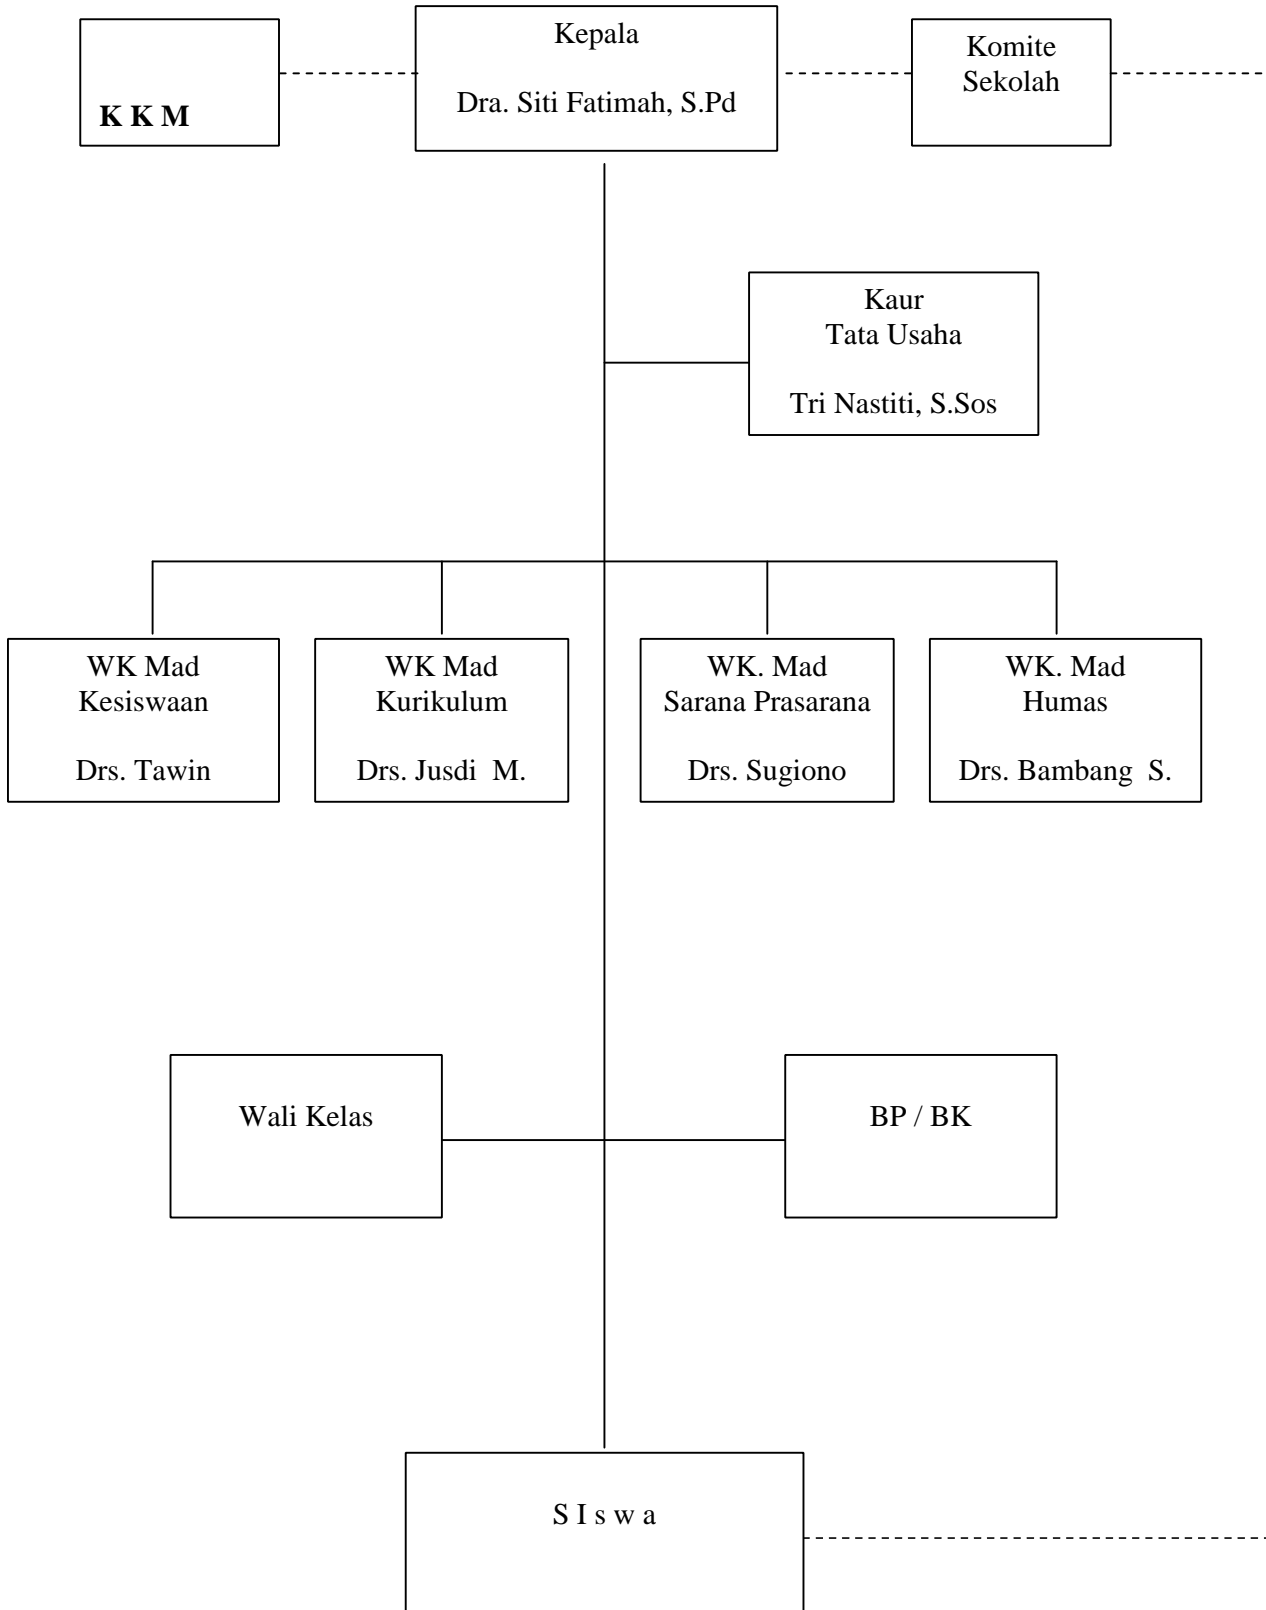 K K M
Kepala
Dra. Siti Fatimah, S.Pd
Komite
Sekolah
Kaur
Tata Usaha
Tri Nastiti, S.Sos
WK Mad
Kesiswaan
Drs. Tawin
WK Mad
Kurikulum
Drs. Jusdi  M.
WK. Mad
Sarana Prasarana
Drs. Sugiono
WK. Mad
Humas
Drs. Bambang  S.
Wali Kelas
BP / BK
S I s w a